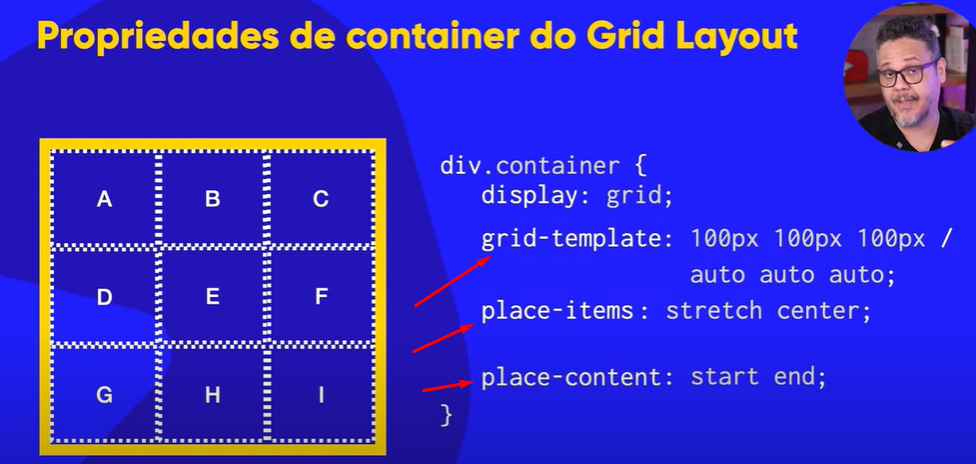 Propriedades de container do Grid Layout
A B C
D E F
G H I
div.container {
display: grid;
grid-template: 100px 100px 100px /
auto auto auto;
place-items: stretch center;
place-content: start end;
}